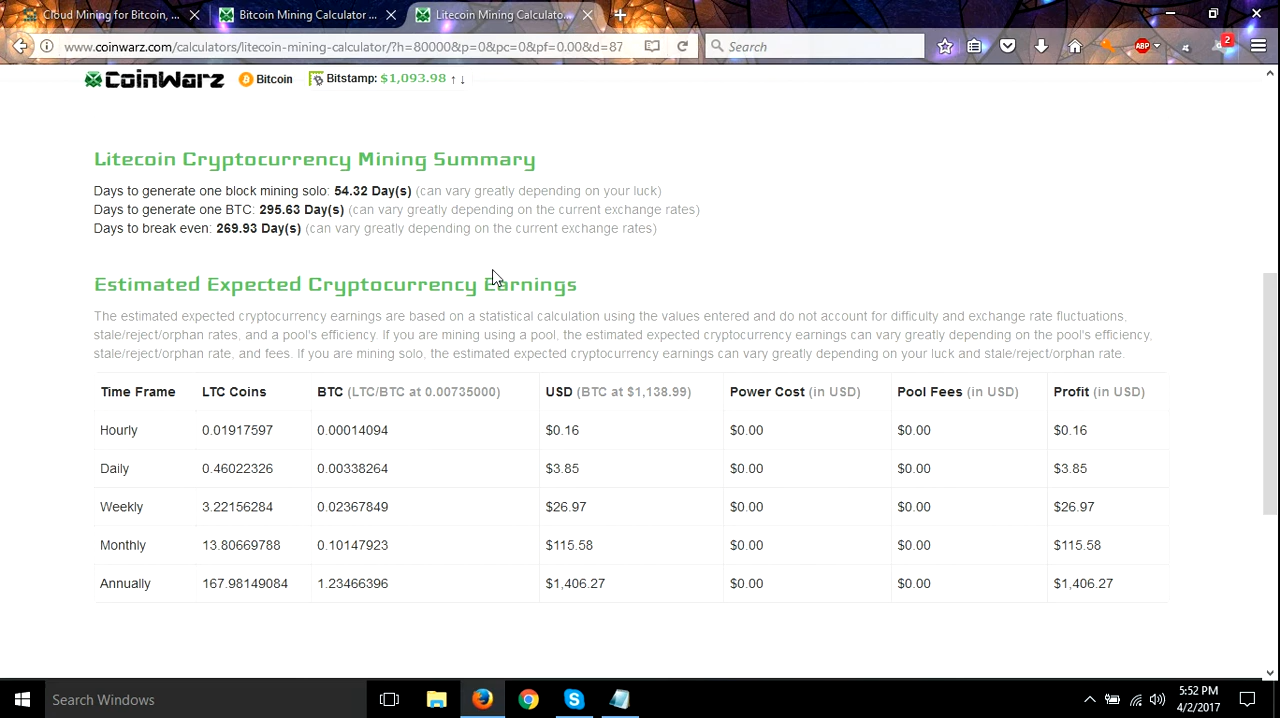 Cloud Mining for Bitcoin, ...
Bitcoin Mining Calculator ...
Litecoin Mining Calculato...
www.coinwarz.com/calculators/litecoin-mining-calculator/?h=80000&p=0&pc=0&pf=0.00&d=87
Search
ABP
2
CoinWarz Bitcoin Bitstamp: $1,093.98 ↑ ↓
Litecoin Cryptocurrency Mining Summary
Days to generate one block mining solo: 54.32 Day(s) (can vary greatly depending on your luck)
Days to generate one BTC: 295.63 Day(s) (can vary greatly depending on the current exchange rates)
Days to break even: 269.93 Day(s) (can vary greatly depending on the current exchange rates)
Estimated Expected Cryptocurrency Earnings
The estimated expected cryptocurrency earnings are based on a statistical calculation using the values entered and do not account for difficulty and exchange rate fluctuations,
stale/reject/orphan rates, and a pool's efficiency. If you are mining using a pool, the estimated expected cryptocurrency earnings can vary greatly depending on the pool's efficiency,
stale/reject/orphan rate, and fees. If you are mining solo, the estimated expected cryptocurrency earnings can vary greatly depending on your luck and stale/reject/orphan rate.
Time Frame LTC Coins BTC (LTC/BTC at 0.00735000) USD (BTC at $1,138.99) Power Cost (in USD) Pool Fees (in USD) Profit (in USD)
Hourly 0.01917597 0.00014094 $0.16 $0.00 $0.00 $0.16
Daily 0.46022326 0.00338264 $3.85 $0.00 $0.00 $3.85
Weekly 3.22156284 0.02367849 $26.97 $0.00 $0.00 $26.97
Monthly 13.80669788 0.10147923 $115.58 $0.00 $0.00 $115.58
Annually 167.98149084 1.23466396 $1,406.27 $0.00 $0.00 $1,406.27
Search Windows
5:52 PM
4/2/2017